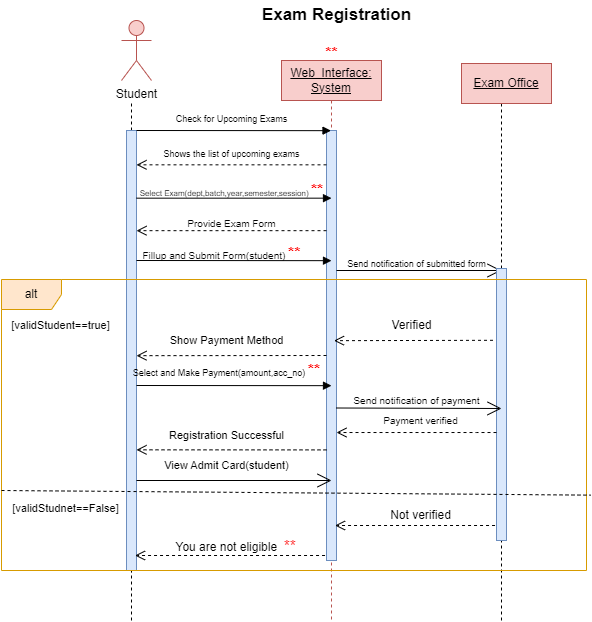 Exam Registration
**
Web Interface:
System
Exam Office
Student
Check for Upcoming Exams
Shows the list of upcoming exams
Select Exam(dept,batch,year,semester,session) **
Provide Exam Form
Fillup and Submit Form(student) **
Send notification of submitted form
alt
[validStudent==true]
Verified
Show Payment Method
Select and Make Payment(amount,acc_no) **
Send notification of payment
Payment verified
Registration Successful
View Admit Card(student)
[validStudnet==False]
Not verified
You are not eligible **